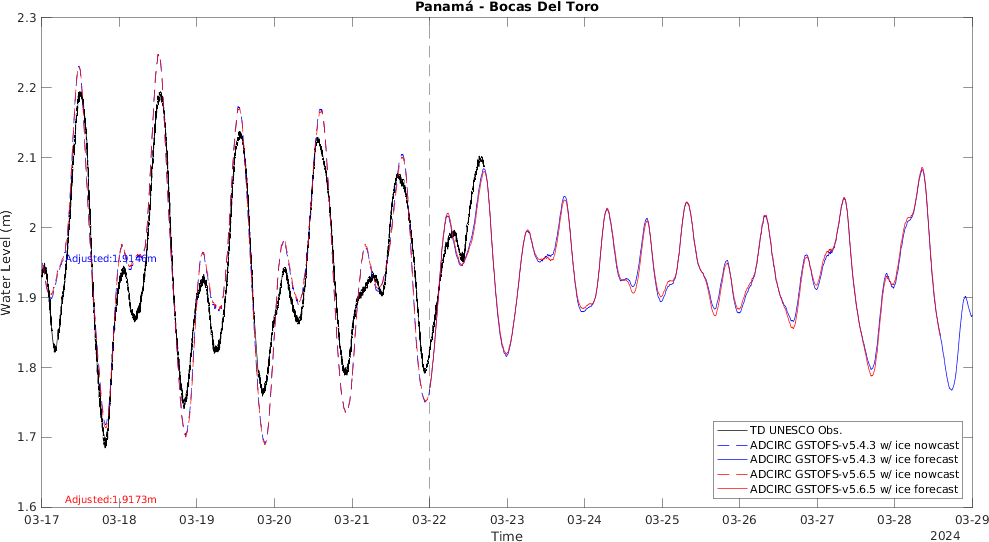 Panamá - Bocas Del Toro
2.3
2.2
2.1
2
1.9
1.8
1.7
1.6
Water Level (m)
Adjusted:1.9146m
Adjusted:1.9173m
TD UNESCO Obs.
ADCIRC GSTOFS-v5.4.3 w/ ice nowcast
ADCIRC GSTOFS-v5.4.3 w/ ice forecast
ADCIRC GSTOFS-v5.6.5 w/ ice nowcast
ADCIRC GSTOFS-v5.6.5 w/ ice forecast
03-17 03-18 03-19 03-20 03-21 03-22 03-23 03-24 03-25 03-26 03-27 03-28 03-29
Time
2024